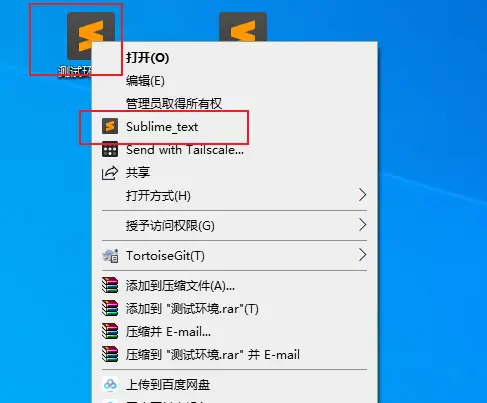 测试环
打开(O)
编辑(E)
管理员取得所有权
Sublime_text
Send with Tailscale...
共享
打开方式(H)
授予访问权限(G)
TortoiseGit(T)
添加到压缩文件(A)...
添加到 "测试环境.rar"(T)
压缩并 E-mail...
压缩到 "测试环境.rar" 并 E-mail
上传到百度网盘